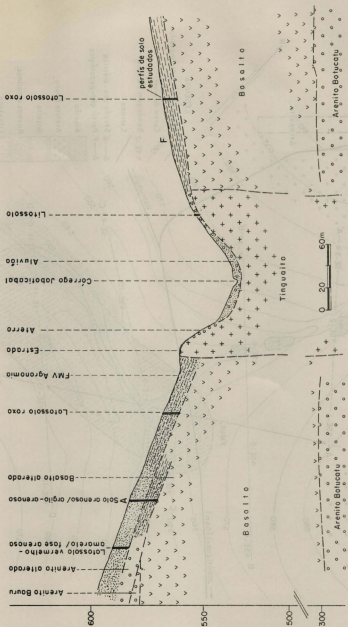 600
550
300
Arenito Bauru
Arenito alterado
Latossolo vermelho-
amarelo/ fase arenosa
Solo arenoso/argilo-arenoso
Basalto alterado
Latossolo roxo
FMV Agronomia
Estrada
Aterro
Córrego Jaboticabal
Aluvião
Litossolo
Latossolo roxo
A
F
perfis de solo
estudados
Basalto
Basalto
Tinguaito
Arenito Botucatu
Arenito Botucatu
0 20 60m